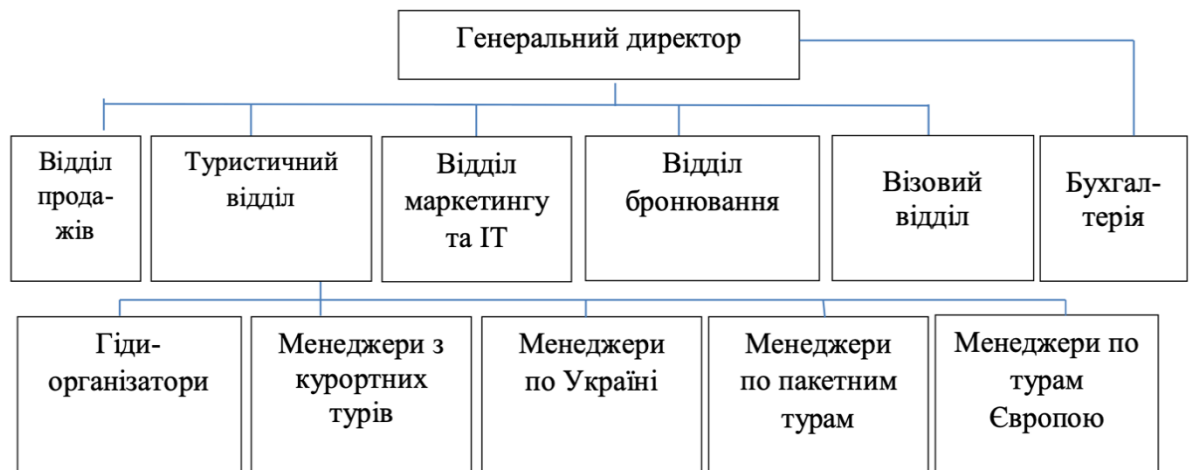 Генеральний директор
Відділ
прода-
жів
Туристичний
відділ
Відділ
маркетингу
та ІТ
Відділ
бронювання
Візовий
відділ
Бухгал-
терія
Гіди-
організатори
Менеджери з
курортних
турів
Менеджери
по Україні
Менеджери
по пакетним
турам
Менеджери по
турам
Європою